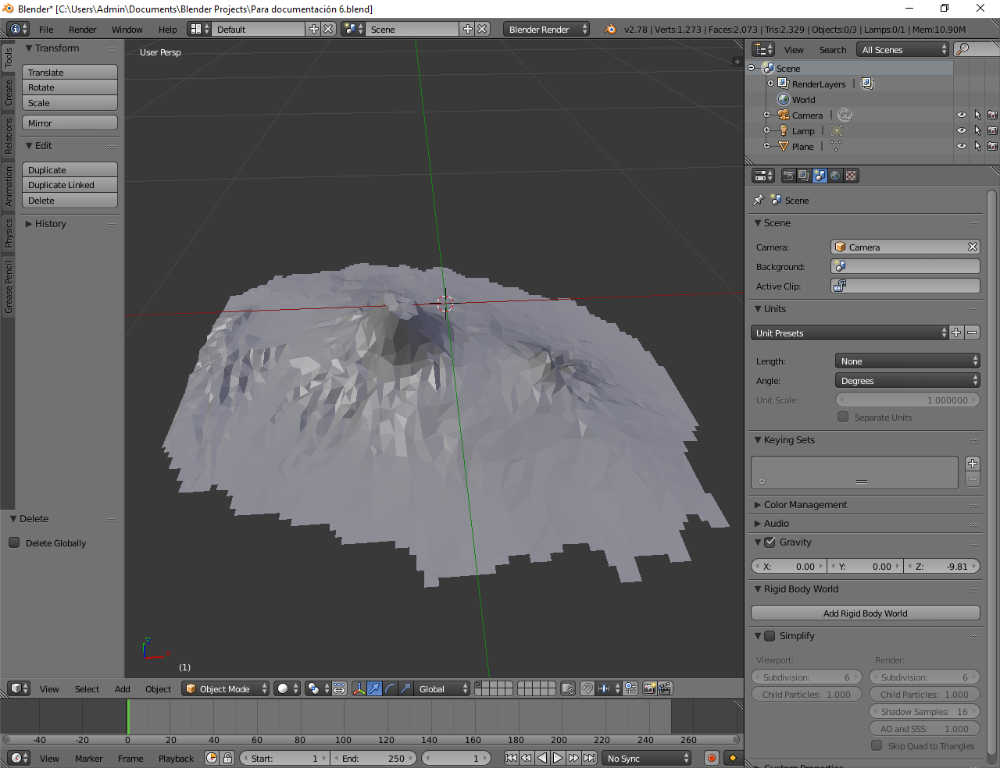 Blender* [C:\Users\Admin\Documents\Blender Projects\Para documentación 6.blend]
File Render Window Help Default Scene Blender Render v2.78 | Verts:1,273 | Faces:2,073 | Tris:2,329 | Objects:0/3 | Lamps:0/1 | Mem:10.90M
Tools
Create
Relations
Animation
Physics
Grease Pencil
Transform
Translate
Rotate
Scale
Mirror
Edit
Duplicate
Duplicate Linked
Delete
History
Delete
Delete Globally
User Persp
y
x
(1)
View Select Add Object Object Mode Global
-40 -20 0 20 40 60 80 100 120 140 160 180 200 220 240 260
View Marker Frame Playback Start: 1 End: 250 1 No Sync
View Search All Scenes
Scene
RenderLayers |
World
Camera |
Lamp |
Plane |
Scene
Scene
Camera: Camera
Background:
Active Clip:
Units
Unit Presets
Length: None
Angle: Degrees
Unit Scale: 1.000000
Separate Units
Keying Sets
Color Management
Audio
Gravity
X: 0.00 Y: 0.00 Z: -9.81
Rigid Body World
Add Rigid Body World
Simplify
Viewport: Render:
Subdivision: 6 Subdivision: 6
Child Particles: 1.000 Child Particles: 1.000
Shadow Samples: 16
AO and SSS: 1.000
Skip Quad to Triangles
Custom Properties